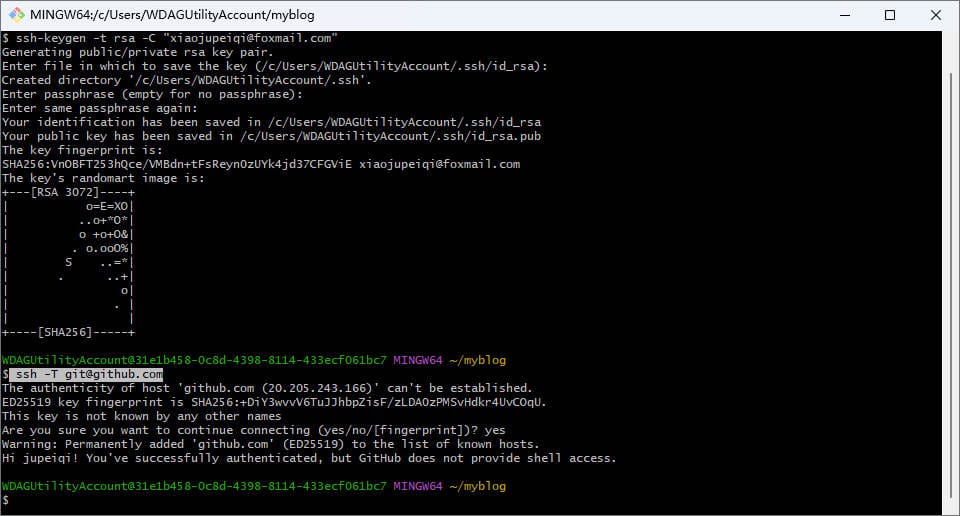 MINGW64:/c/Users/WDAGUtilityAccount/myblog
$ ssh-keygen -t rsa -C "xiaojupeiqi@foxmail.com"
Generating public/private rsa key pair.
Enter file in which to save the key (/c/Users/WDAGUtilityAccount/.ssh/id_rsa):
Created directory '/c/Users/WDAGUtilityAccount/.ssh'.
Enter passphrase (empty for no passphrase):
Enter same passphrase again:
Your identification has been saved in /c/Users/WDAGUtilityAccount/.ssh/id_rsa
Your public key has been saved in /c/Users/WDAGUtilityAccount/.ssh/id_rsa.pub
The key fingerprint is:
SHA256:VnOBFT253hQce/VMBdn+tFsReynOzUYk4jd37CFGViE xiaojupeiqi@foxmail.com
The key's randomart image is:
+---[RSA 3072]----+
|           o=E=XO|
|          ..o+*O*|
|          o +o+O&|
|         . o.ooO%|
|        S    ..=*|
|       .      ..+|
|                o|
|               . |
|                 |
+----[SHA256]-----+
WDAGUtilityAccount@31e1b458-0c8d-4398-8114-433ecf061bc7 MINGW64 ~/myblog
$ ssh -T git@github.com
The authenticity of host 'github.com (20.205.243.166)' can't be established.
ED25519 key fingerprint is SHA256:+DiY3wvvV6TuJJhbpZisF/zLDA0zPMSvHdkr4UvCOqU.
This key is not known by any other names
Are you sure you want to continue connecting (yes/no/[fingerprint])? yes
Warning: Permanently added 'github.com' (ED25519) to the list of known hosts.
Hi jupeiqi! You've successfully authenticated, but GitHub does not provide shell access.
WDAGUtilityAccount@31e1b458-0c8d-4398-8114-433ecf061bc7 MINGW64 ~/myblog
$